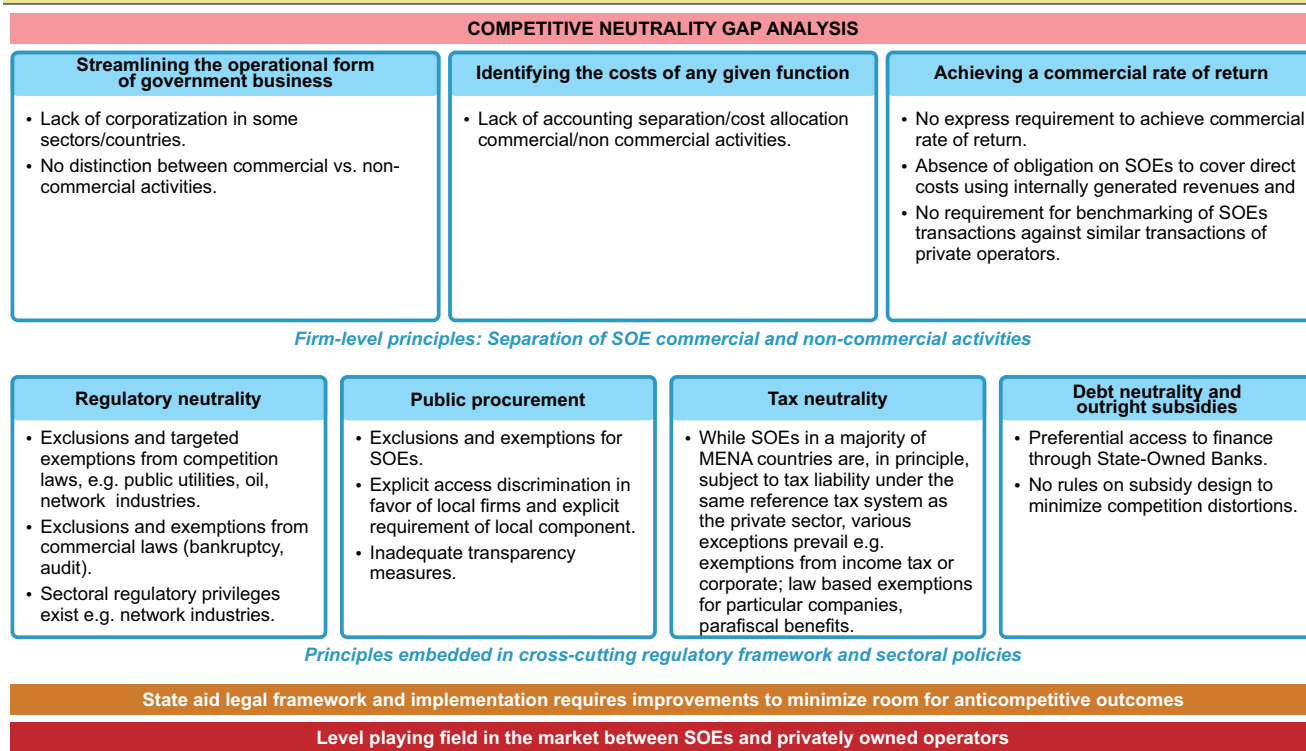 COMPETITIVE NEUTRALITY GAP ANALYSIS
Streamlining the operational form
of government business
• Lack of corporatization in some
sectors/countries.
• No distinction between commercial vs. non-
commercial activities.
Identifying the costs of any given function
• Lack of accounting separation/cost allocation
commercial/non commercial activities.
Achieving a commercial rate of return
• No express requirement to achieve commercial
rate of return.
• Absence of obligation on SOEs to cover direct
costs using internally generated revenues and
• No requirement for benchmarking of SOEs
transactions against similar transactions of
private operators.
Firm-level principles: Separation of SOE commercial and non-commercial activities
Regulatory neutrality
• Exclusions and targeted
exemptions from competition
laws, e.g. public utilities, oil,
network industries.
• Exclusions and exemptions from
commercial laws (bankruptcy,
audit).
• Sectoral regulatory privileges
exist e.g. network industries.
Public procurement
• Exclusions and exemptions for
SOEs.
• Explicit access discrimination in
favor of local firms and explicit
requirement of local component.
• Inadequate transparency
measures.
Tax neutrality
• While SOEs in a majority of
MENA countries are, in principle,
subject to tax liability under the
same reference tax system as
the private sector, various
exceptions prevail e.g.
exemptions from income tax or
corporate; law based exemptions
for particular companies,
parafiscal benefits.
Debt neutrality and
outright subsidies
• Preferential access to finance
through State-Owned Banks.
• No rules on subsidy design to
minimize competition distortions.
Principles embedded in cross-cutting regulatory framework and sectoral policies
State aid legal framework and implementation requires improvements to minimize room for anticompetitive outcomes
Level playing field in the market between SOEs and privately owned operators